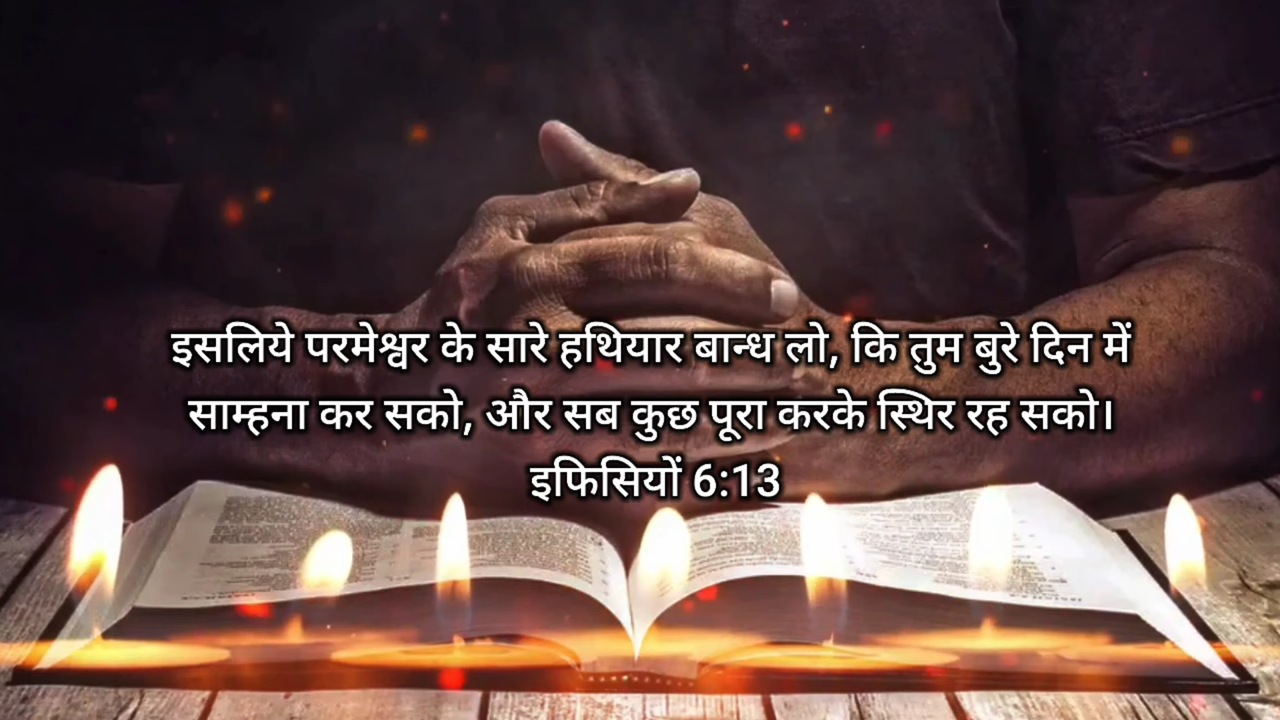 इसलिये परमेश्वर के सारे हथियार बान्ध लो, कि तुम बुरे दिन में
साम्हना कर सको, और सब कुछ पूरा करके स्थिर रह सको।
इफिसियों 6:13